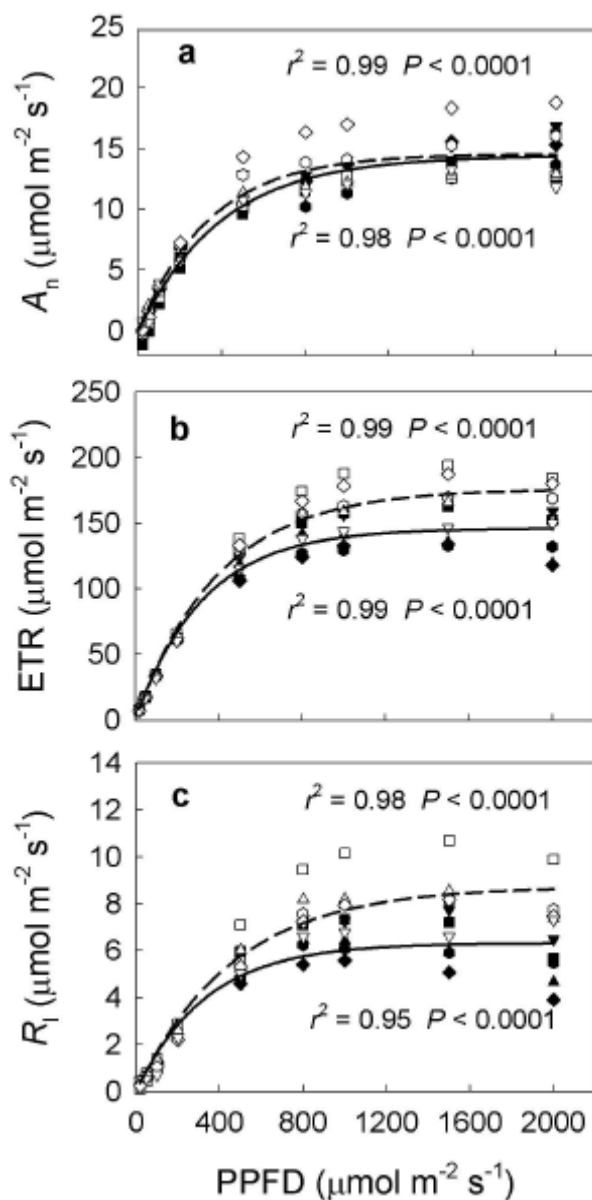 25
a
r² = 0.99 P < 0.0001
20
15
10
r² = 0.98 P < 0.0001
5
0
Aₙ (μmol m⁻² s⁻¹)
250
b
r² = 0.99 P < 0.0001
200
150
100
r² = 0.99 P < 0.0001
50
0
ETR (μmol m⁻² s⁻¹)
14
c
r² = 0.98 P < 0.0001
12
10
8
6
4
r² = 0.95 P < 0.0001
2
0
Rₗ (μmol m⁻² s⁻¹)
400 800 1200 1600 2000
PPFD (μmol m⁻² s⁻¹)